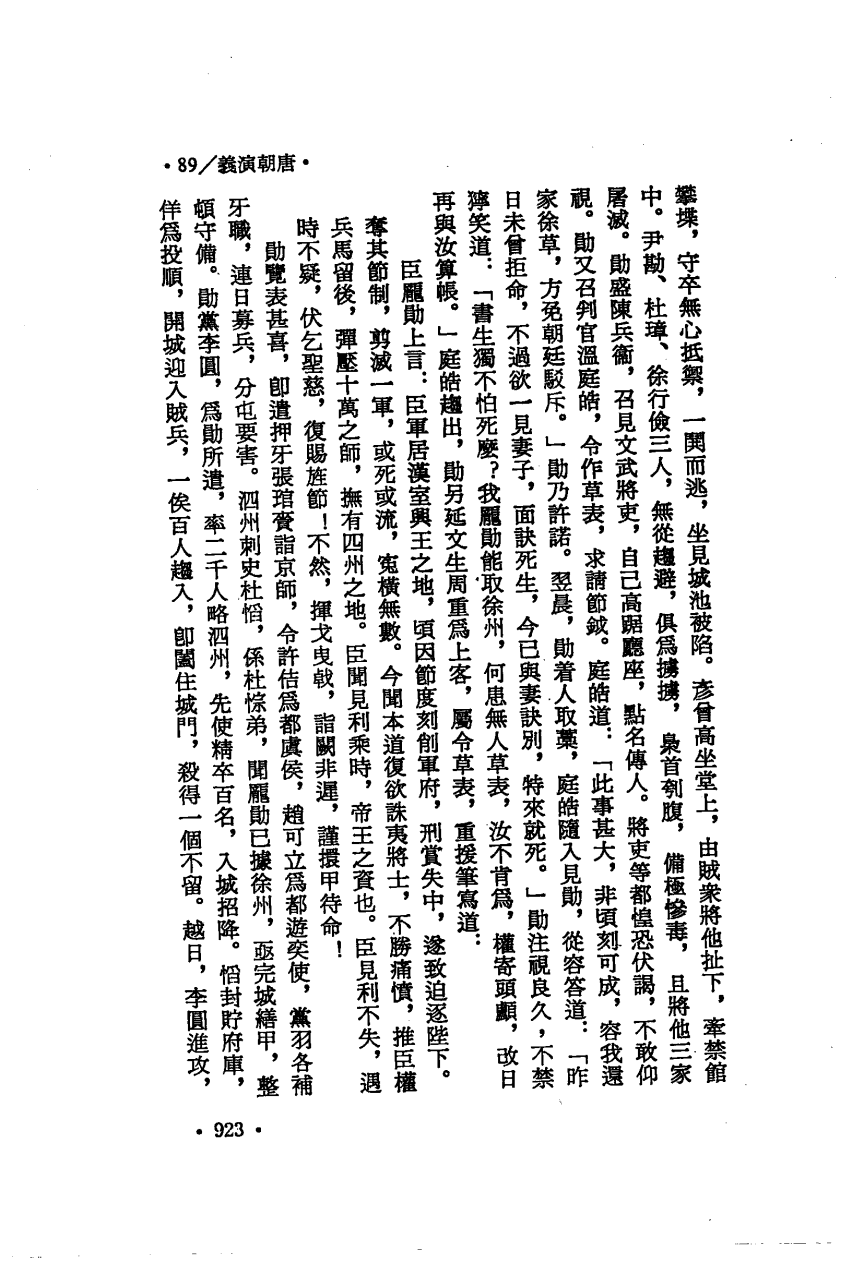 •89／義演朝唐•
攀堞，守卒無心抵禦，一鬨而逃，坐見城池被陷。彥曾高坐堂上，由賊衆將他扯下，牽禁館
中。尹勘、杜璋、徐行儉三人，無從趨避，俱爲擄擄，梟首刳腹，備極慘毒，且將他三家
屠滅。勛盛陳兵衞，召見文武將吏，自己高踞廳座，點名傳人。將吏等都惶恐伏謁，不敢仰
視。勛又召判官溫庭皓，令作草表，求請節鉞。庭皓道：「此事甚大，非頃刻可成，容我還
家徐草，方免朝廷駁斥。」勛乃許諾。翌晨，勛着人取藁，庭皓隨入見勛，從容答道：「昨
日未曾拒命，不過欲一見妻子，面訣死生，今已與妻訣別，特來就死。」勛注視良久，不禁
獰笑道：「書生獨不怕死麼？我龎勛能取徐州，何患無人草表，汝不肯爲，權寄頭顱，改日
再與汝算帳。」庭皓趨出，勛另延文生周重爲上客，屬令草表，重援筆寫道：
臣龎勛上言：臣軍居漢室興王之地，頃因節度刻削軍府，刑賞失中，遂致迫逐陛下。
奪其節制，剪滅一軍，或死或流，寃橫無數。今聞本道復欲誅夷將士，不勝痛憤，推臣權
兵馬留後，彈壓十萬之師，撫有四州之地。臣聞見利乘時，帝王之資也。臣見利不失，遇
時不疑，伏乞聖慈，復賜旌節！不然，揮戈曳戟，詣闕非遲，謹擐甲待命！
勛覽表甚喜，卽遣押牙張琯賫詣京師，令許佶爲都虞侯，趙可立爲都遊奕使，黨羽各補
牙職，連日募兵，分屯要害。泗州刺史杜慆，係杜悰弟，聞龎勛已據徐州，亟完城繕甲，整
頓守備。勛黨李圓，爲勛所遣，率二千人略泗州，先使精卒百名，入城招降。慆封貯府庫，
佯爲投順，開城迎入賊兵，一俟百人趨入，卽闔住城門，殺得一個不留。越日，李圓進攻，
•923•